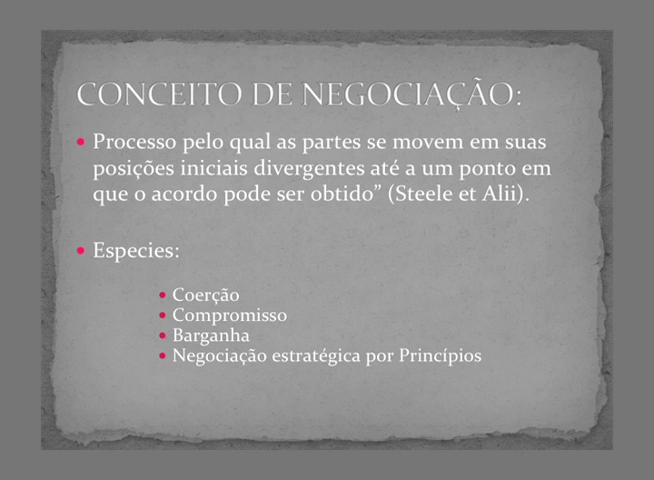 CONCEITO DE NEGOCIAÇÃO:
Processo pelo qual as partes se movem em suas
posições iniciais divergentes até a um ponto em
que o acordo pode ser obtido” (Steele et Alii).
Especies:
Coerção
Compromisso
Barganha
Negociação estratégica por Princípios